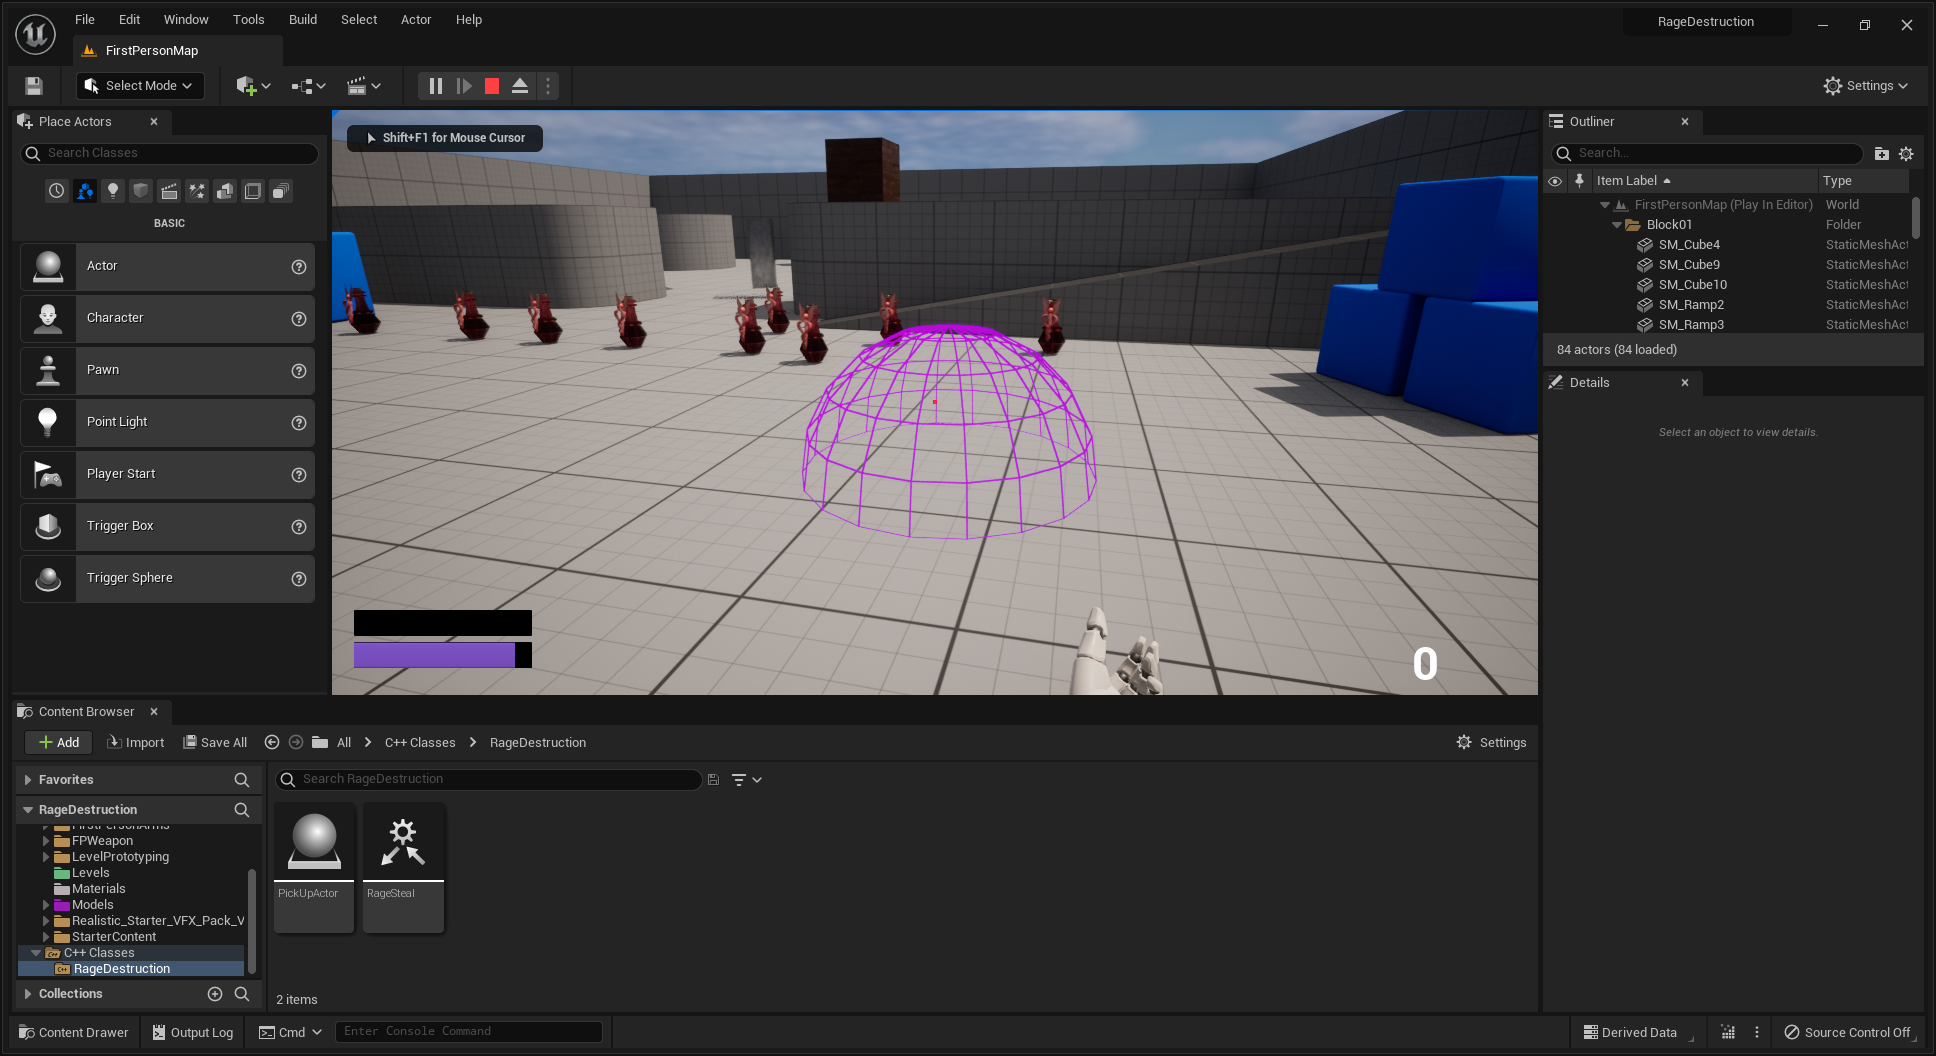 File Edit Window Tools Build Select Actor Help
RageDestruction
FirstPersonMap
Select Mode
Settings
Place Actors
Search Classes
BASIC
Actor
Character
Pawn
Point Light
Player Start
Trigger Box
Trigger Sphere
Shift+F1 for Mouse Cursor
0
Outliner
Search...
Item Label Type
FirstPersonMap (Play In Editor) World
Block01 Folder
SM_Cube4 StaticMeshAct
SM_Cube9 StaticMeshAct
SM_Cube10 StaticMeshAct
SM_Ramp2 StaticMeshAct
SM_Ramp3 StaticMeshAct
84 actors (84 loaded)
Details
Select an object to view details.
Content Browser
Add Import Save All All C++ Classes RageDestruction Settings
Favorites
RageDestruction
FirstPersonArms
FPWeapon
LevelPrototyping
Levels
Materials
Models
Realistic_Starter_VFX_Pack_V
StarterContent
C++ Classes
RageDestruction
Collections
Search RageDestruction
PickUpActor RageSteal
2 items
Content Drawer Output Log Cmd Enter Console Command Derived Data Source Control Off